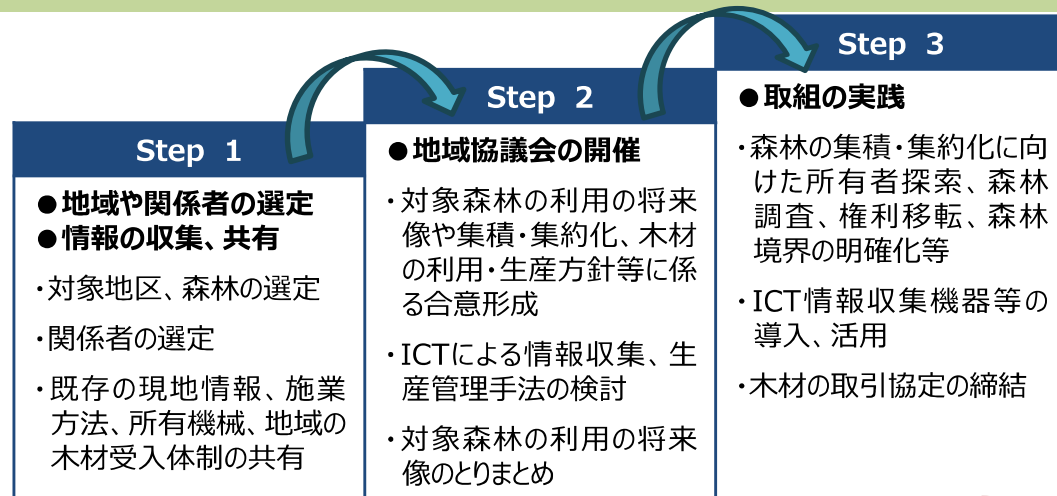 Step 1
●地域や関係者の選定
●情報の収集、共有
・対象地区、森林の選定
・関係者の選定
・既存の現地情報、施業
方法、所有機械、地域の
木材受入体制の共有
Step 2
●地域協議会の開催
・対象森林の利用の将来
像や集積・集約化、木材
の利用・生産方針等に係
る合意形成
・ICTによる情報収集、生
産管理手法の検討
・対象森林の利用の将来
像のとりまとめ
Step 3
●取組の実践
・森林の集積・集約化に向
けた所有者探索、森林
調査、権利移転、森林
境界の明確化等
・ICT情報収集機器等の
導入、活用
・木材の取引協定の締結